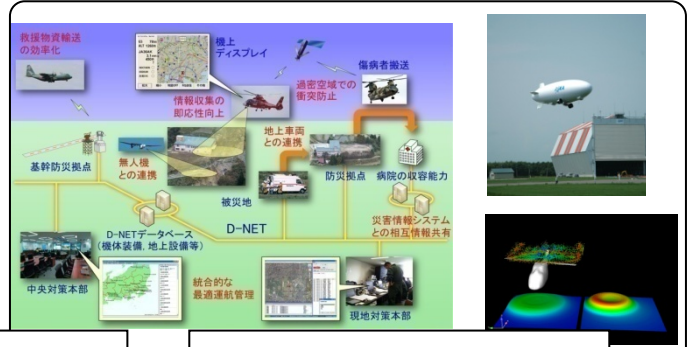 救援物資輸送
の効率化
機上
ディスプレイ
傷病者搬送
過密空域での
衝突防止
情報収集の
即応性向上
地上車両
との連携
基幹防災拠点
無人機
との連携
被災地
防災拠点
病院の収容能力
D-NETデータベース
(機体装備, 地上設備等)
D-NET
災害情報システム
との相互情報共有
中央対策本部
統合的な
最適運航管理
現地対策本部